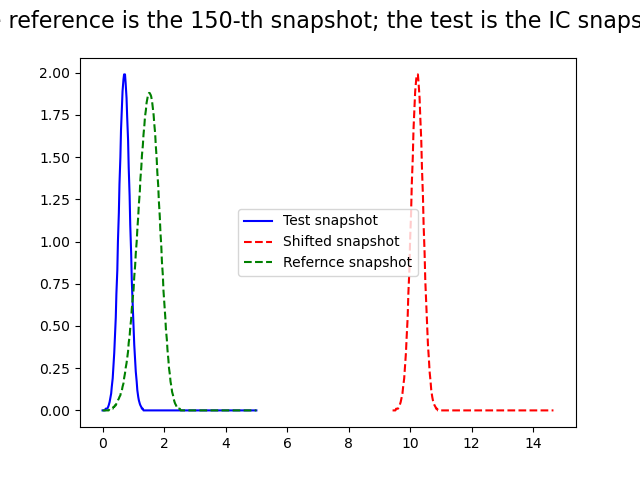 reference is the 150-th snapshot; the test is the IC
2.00
1.75
1.50
1.25
1.00
0.75
0.50
0.25
0.00
Test snapshot
Shifted snapshot
Refernce snapshot
0 2 4 6 8 10 12 14